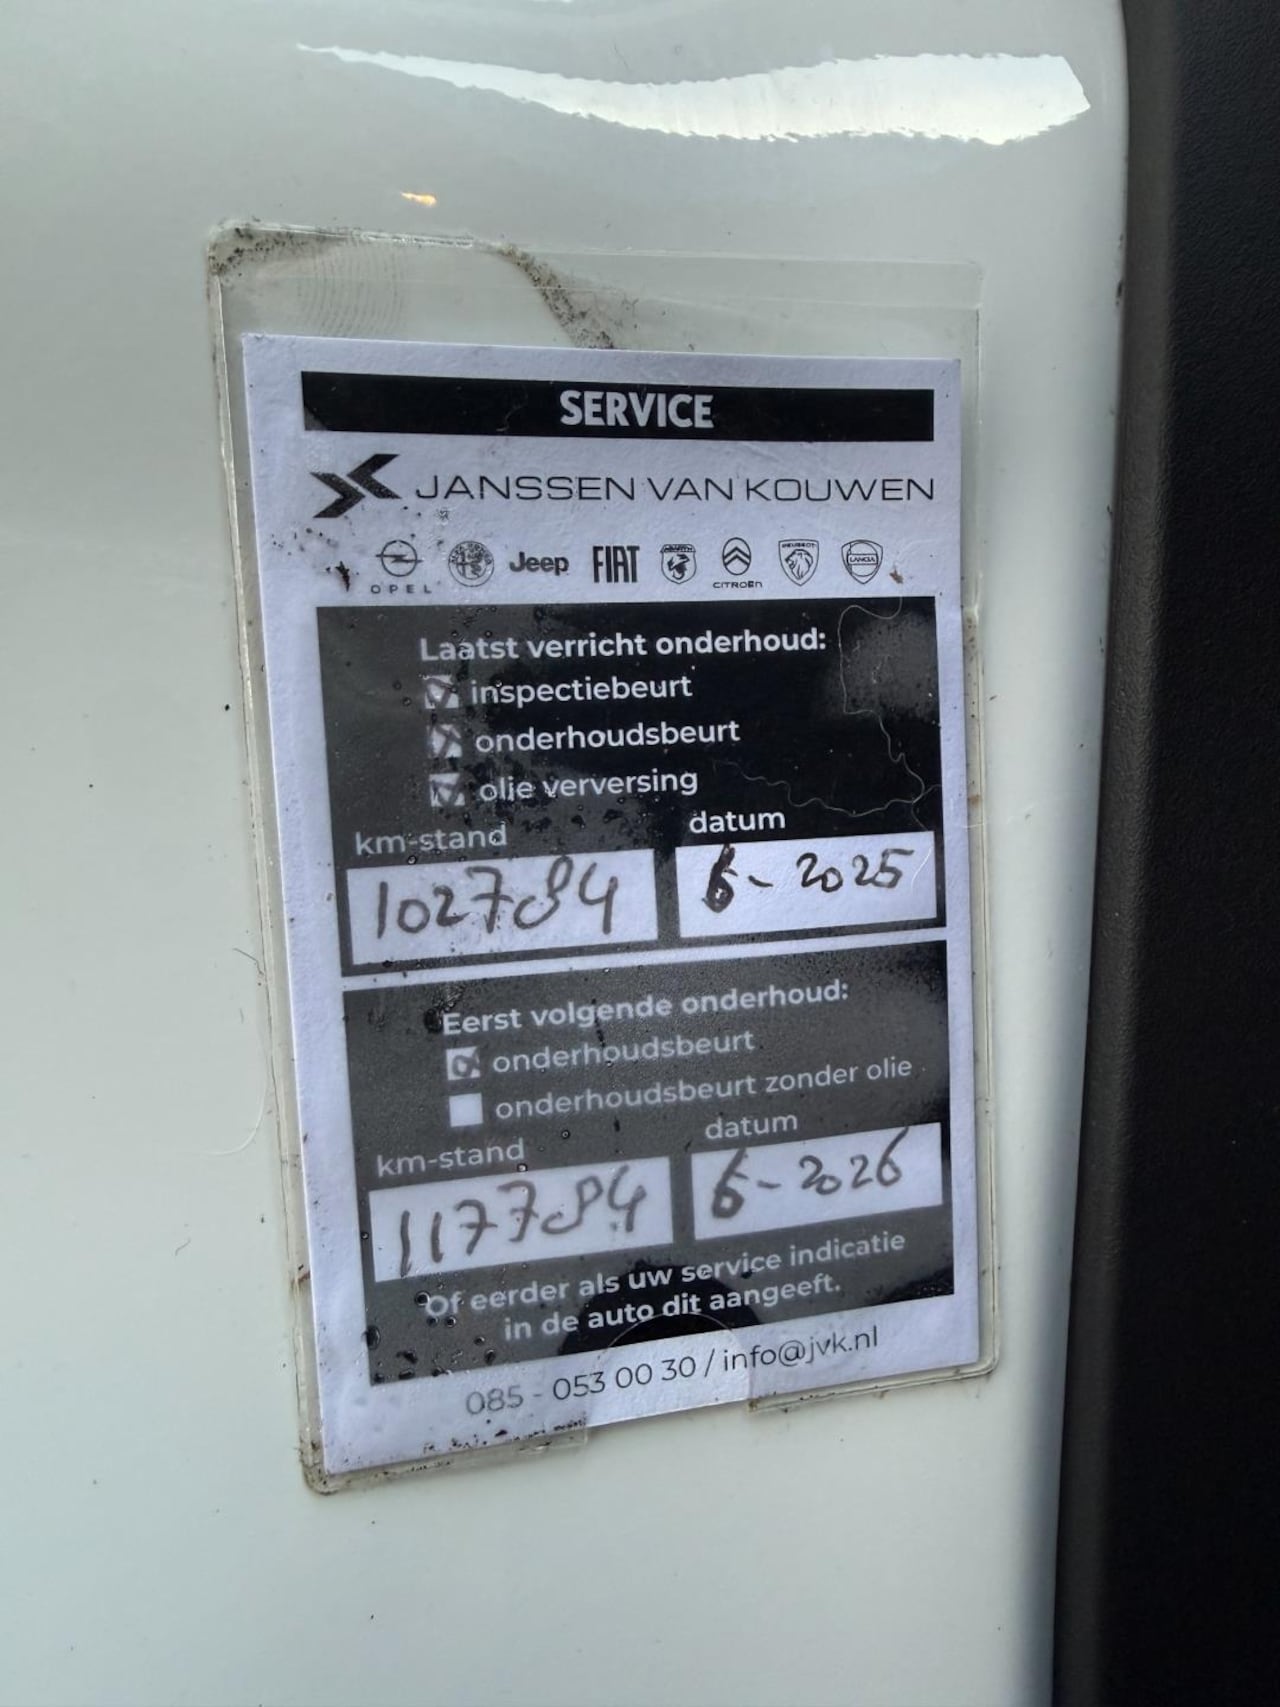 SERVICE
JANSSEN VAN KOUWEN
OPEL Jeep FIAT ABARTH CITROËN PEUGEOT LANCIA
Laatst verricht onderhoud:
inspectiebeurt
onderhoudsbeurt
olie verversing
km-stand datum
102784 6-2025
Eerst volgende onderhoud:
onderhoudsbeurt
onderhoudsbeurt zonder olie
km-stand datum
117784 6-2026
Of eerder als uw service indicatie
in de auto dit aangeeft.
085 - 053 00 30 / info@jvk.nl